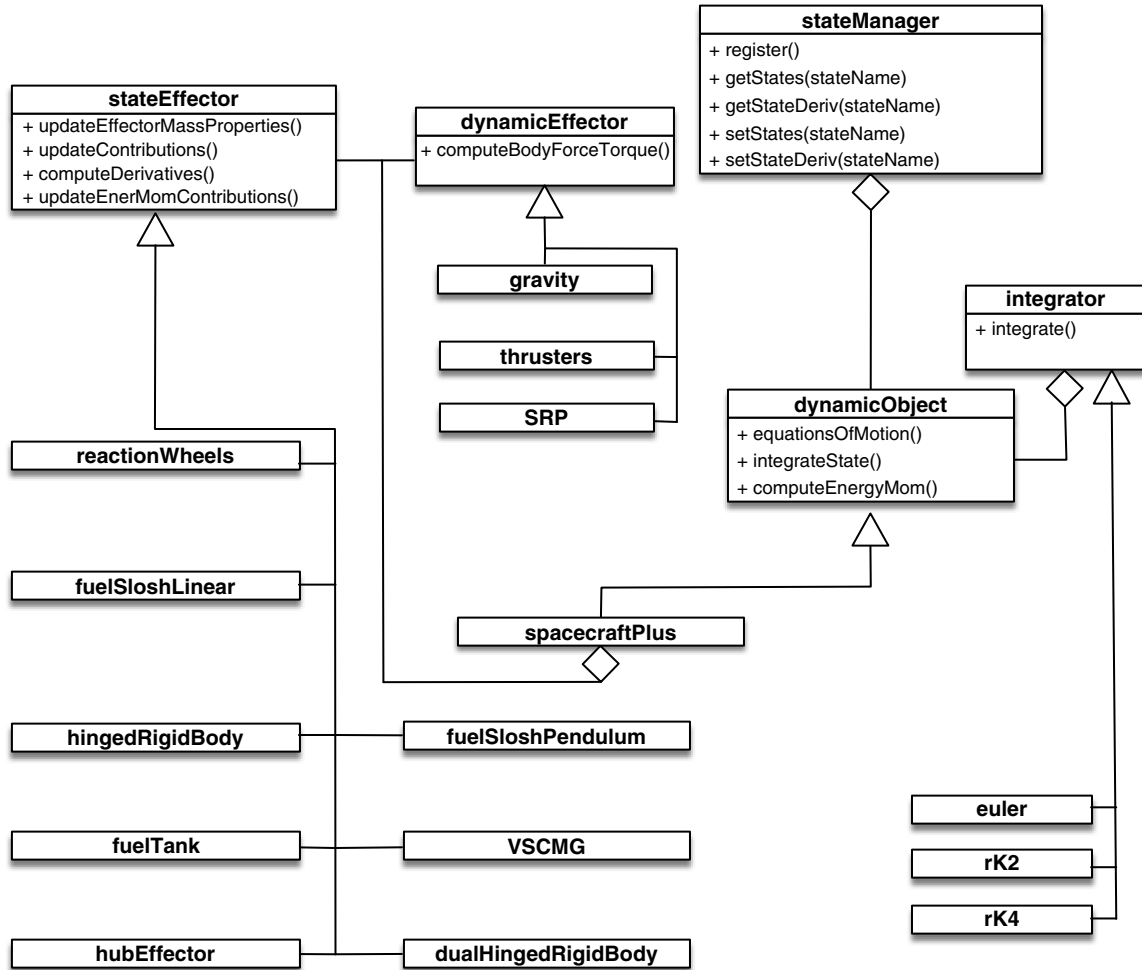 stateManager
+ register()
+ getStates(stateName)
+ getStateDeriv(stateName)
+ setStates(stateName)
+ setStateDeriv(stateName)
stateEffector
+ updateEffectorMassProperties()
+ updateContributions()
+ computeDerivatives()
+ updateEnerMomContributions()
dynamicEffector
+ computeBodyForceTorque()
gravity
thrusters
SRP
integrator
+ integrate()
dynamicObject
+ equationsOfMotion()
+ integrateState()
+ computeEnergyMom()
reactionWheels
fuelSloshLinear
spacecraftPlus
hingedRigidBody
fuelSloshPendulum
fuelTank
VSCMG
hubEffector
dualHingedRigidBody
euler
rK2
rK4